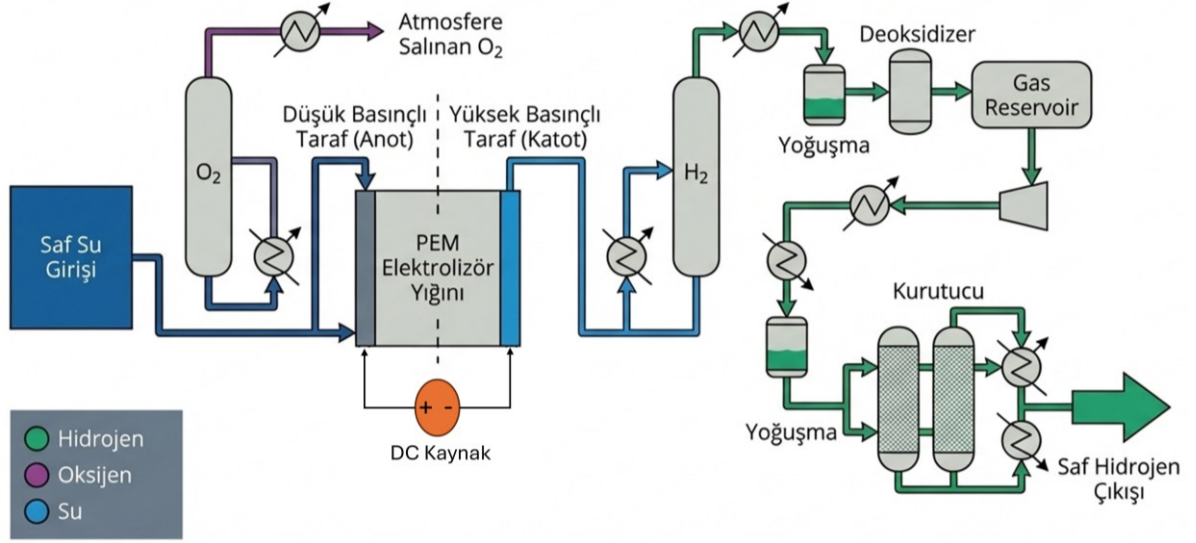 Atmosfere
Salınan O₂
Deoksidizer
Gas
Reservoir
Düşük Basınçlı
Taraf (Anot)
Yüksek Basınçlı
Taraf (Katot)
Yoğuşma
O₂
H₂
Saf Su
Girişi
PEM
Elektrolizör
Yığını
Kurutucu
+ -
DC Kaynak
Yoğuşma
Saf Hidrojen
Çıkışı
Hidrojen
Oksijen
Su